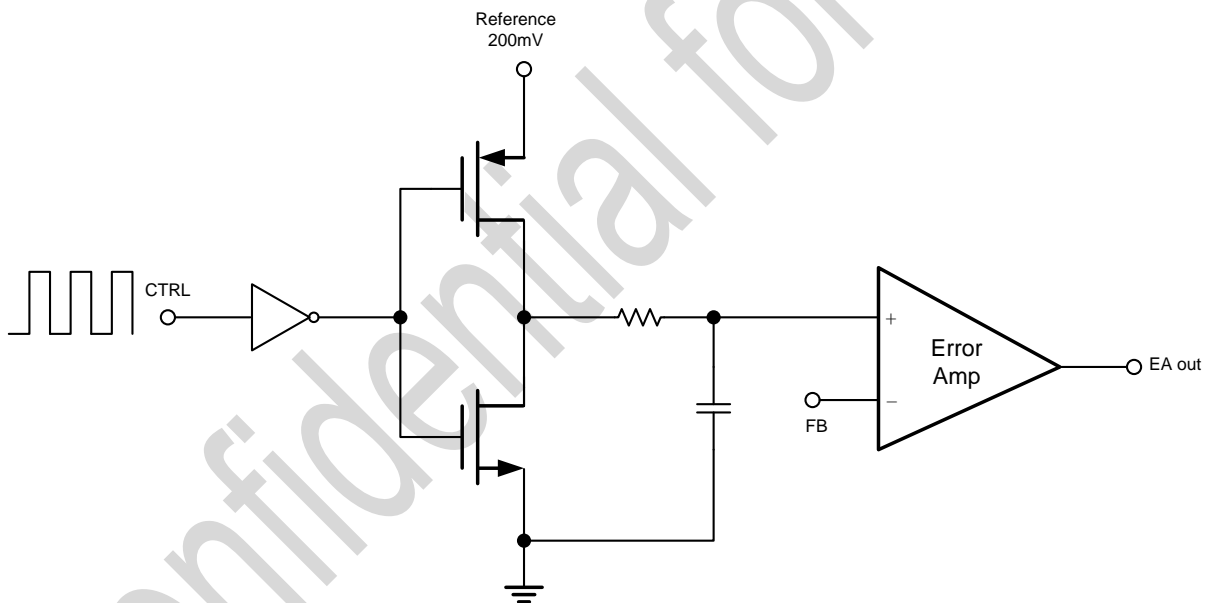 Reference
200mV
CTRL
+
Error
Amp
−
FB
EA out
Confidential for